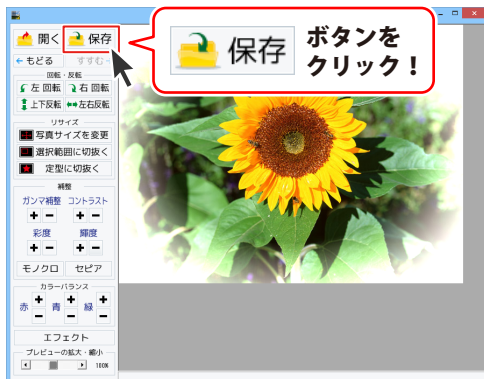 開く 保存
←もどる すすむ→
回転・反転
左 回転 右 回転
上下反転 左右反転
リサイズ
写真サイズを変更
選択範囲に切抜く
定型に切抜く
補整
ガンマ補整 コントラスト
+ − + −
彩度 輝度
+ − + −
モノクロ セピア
カラーバランス
赤 + − 青 + − 緑 + −
エフェクト
プレビューの拡大・縮小
100%
保存
ボタンを
クリック！